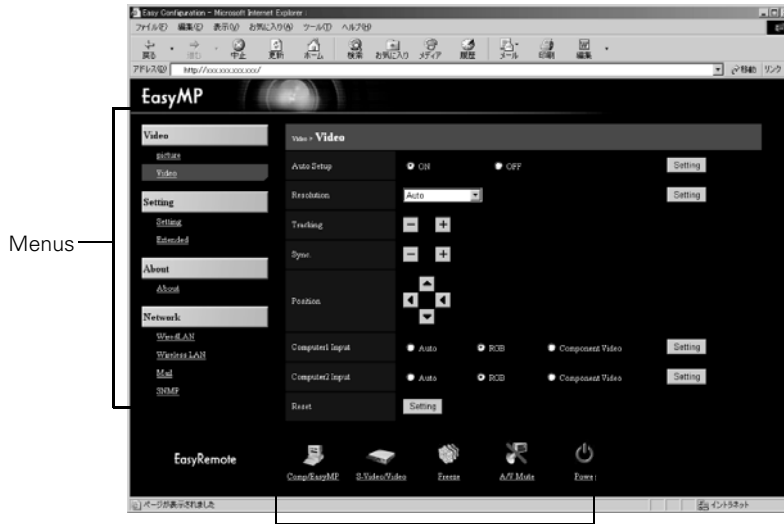 Easy Configuration - Microsoft Internet Explorer
ファイル(F) 編集(E) 表示(V) お気に入り(A) ツール(T) ヘルプ(H)
戻る 進む 中止 更新 ホーム 検索 お気に入り メディア 履歴 メール 印刷 編集
アドレス(D) http://xxx.xxx.xxx.xxx/ 移動 リンク
EasyMP
Menus
Video
picture
Video
Setting
Setting
Extended
About
About
Network
WiredLAN
Wireless LAN
Mail
SNMP
Video > Video
Auto Setup ON OFF Setting
Resolution Auto Setting
Tracking
Sync.
Position
Computer1 Input Auto RGB Component Video Setting
Computer2 Input Auto RGB Component Video Setting
Reset Setting
EasyRemote
Comp/EasyMP S-Video/Video Freeze A/V Mute Power
ページが表示されました イントラネット